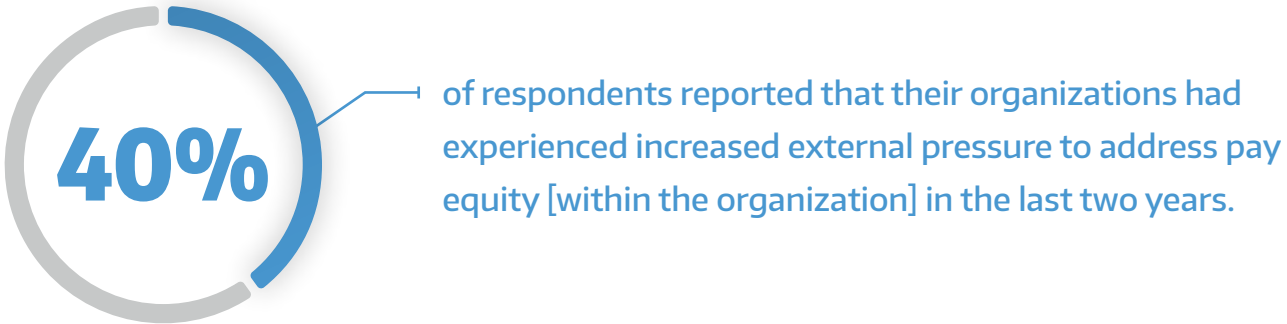 40%
of respondents reported that their organizations had
experienced increased external pressure to address pay
equity [within the organization] in the last two years.